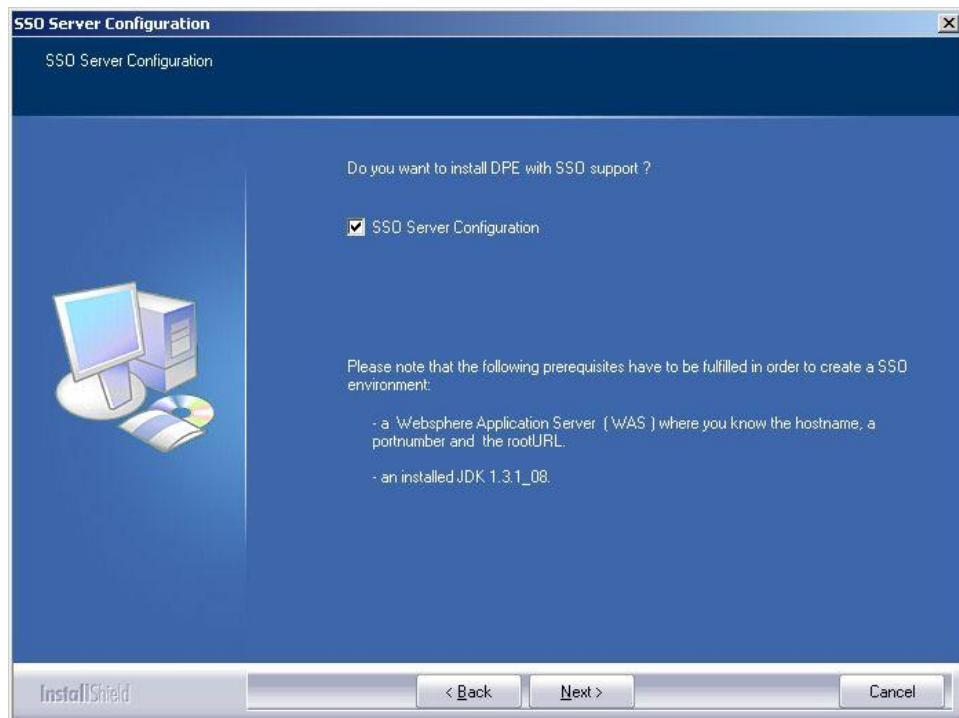 SSO Server Configuration
SSO Server Configuration
Do you want to install DPE with SSO support ?
SSO Server Configuration
Please note that the following prerequisites have to be fulfilled in order to create a SSO
environment:
- a Websphere Application Server ( WAS ) where you know the hostname, a
portnumber and the rootURL.
- an installed JDK 1.3.1_08.
InstallShield
< Back
Next >
Cancel